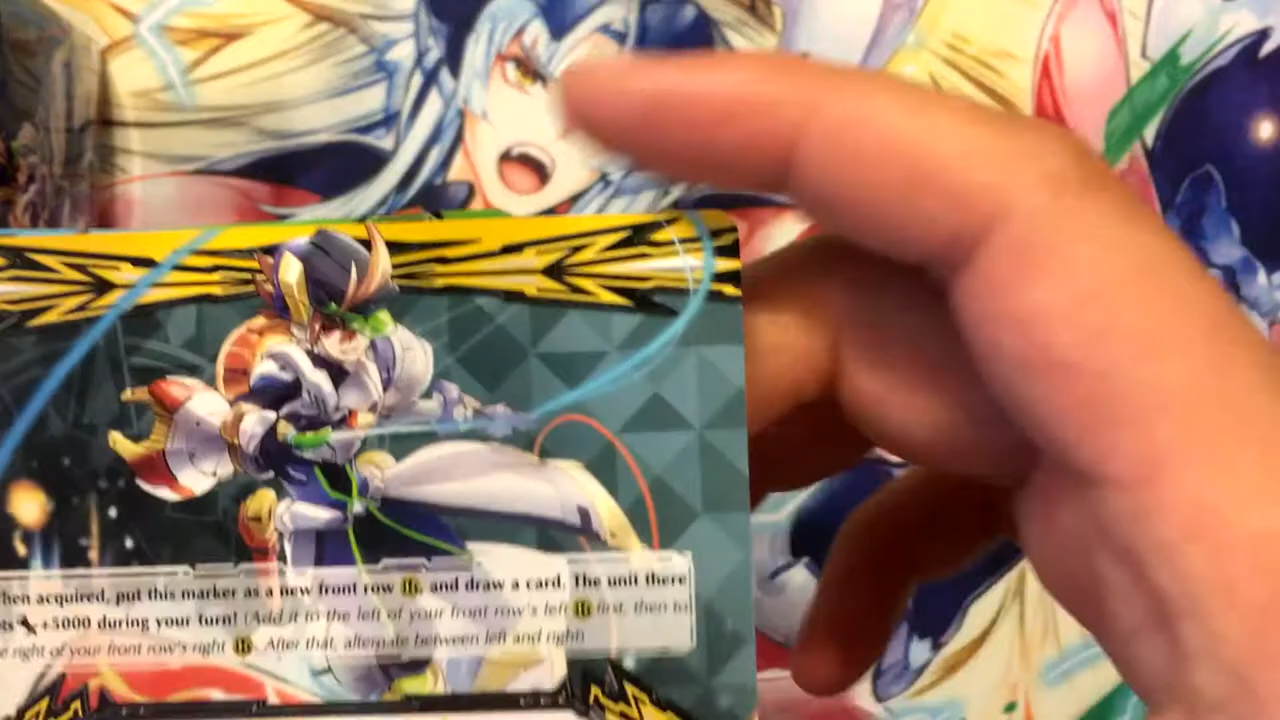 hen acquired, put this marker as a new front row , and draw a card. The unit there
ts +5000 during your turn! (Add it to the left of your front row's left first, then to
e right of your front row's right . After that, alternate between left and right)